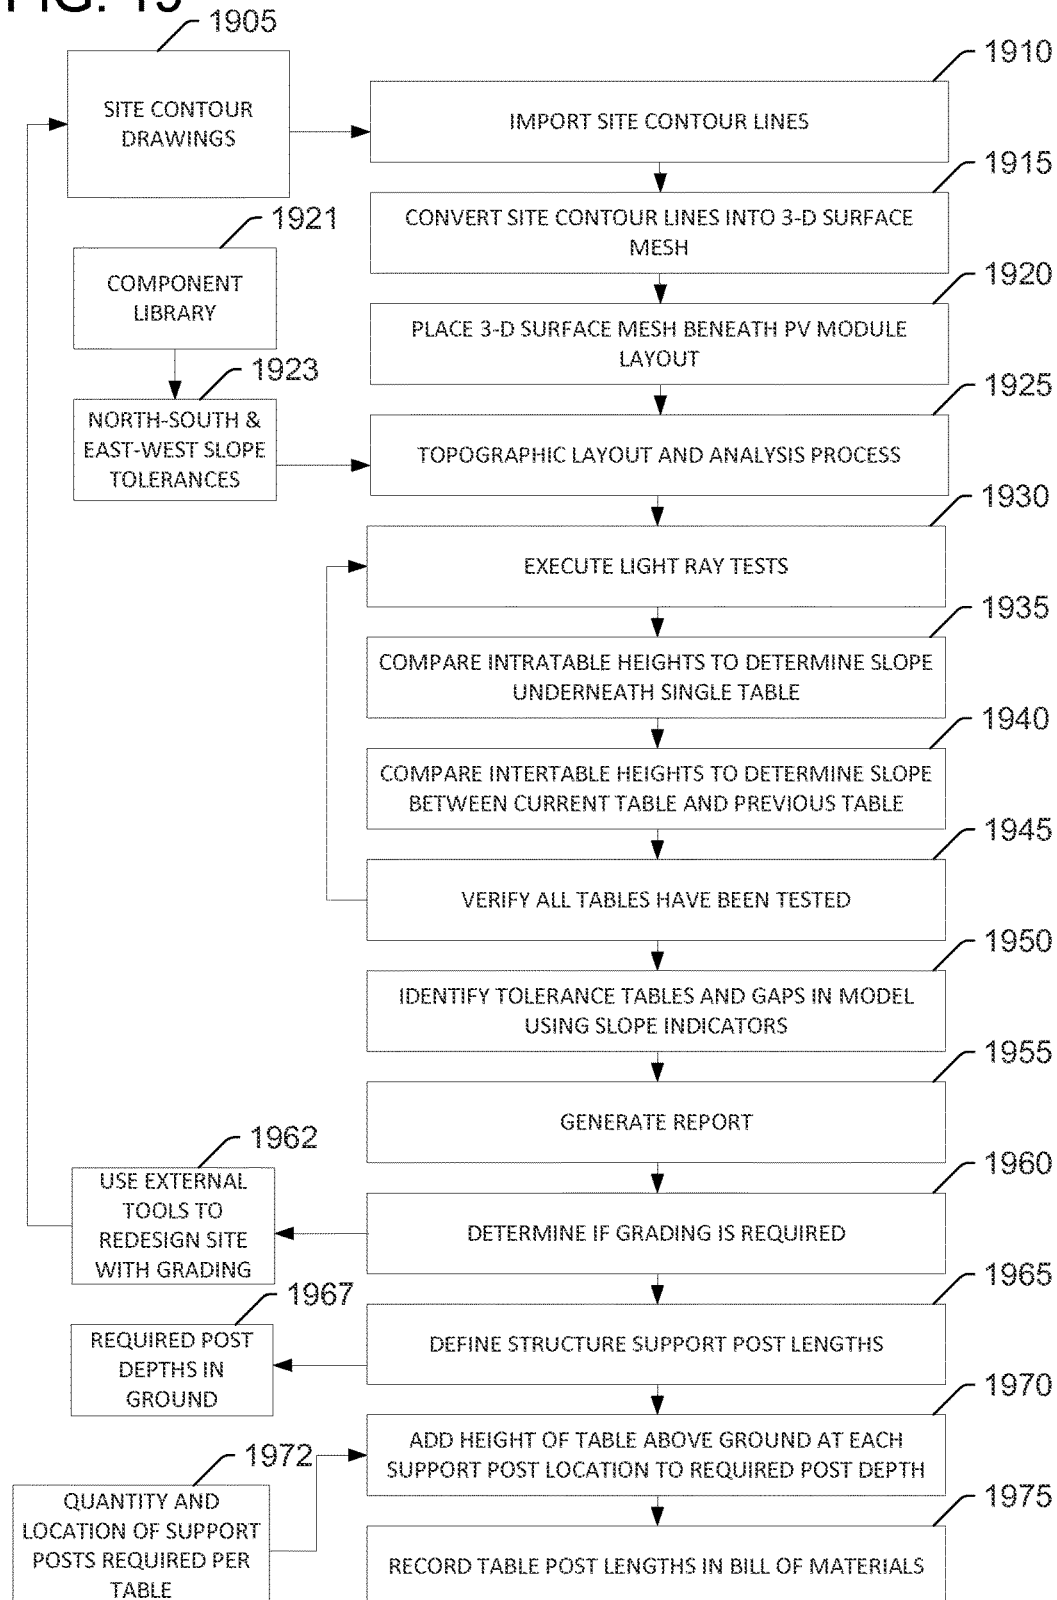 FIG. 19
1905
SITE CONTOUR
DRAWINGS
1910
IMPORT SITE CONTOUR LINES
1915
CONVERT SITE CONTOUR LINES INTO 3-D SURFACE
MESH
1921
COMPONENT
LIBRARY
1920
PLACE 3-D SURFACE MESH BENEATH PV MODULE
LAYOUT
1923
NORTH-SOUTH &
EAST-WEST SLOPE
TOLERANCES
1925
TOPOGRAPHIC LAYOUT AND ANALYSIS PROCESS
1930
EXECUTE LIGHT RAY TESTS
1935
COMPARE INTRATABLE HEIGHTS TO DETERMINE SLOPE
UNDERNEATH SINGLE TABLE
1940
COMPARE INTERTABLE HEIGHTS TO DETERMINE SLOPE
BETWEEN CURRENT TABLE AND PREVIOUS TABLE
1945
VERIFY ALL TABLES HAVE BEEN TESTED
1950
IDENTIFY TOLERANCE TABLES AND GAPS IN MODEL
USING SLOPE INDICATORS
1955
GENERATE REPORT
1960
DETERMINE IF GRADING IS REQUIRED
1962
USE EXTERNAL
TOOLS TO
REDESIGN SITE
WITH GRADING
1965
DEFINE STRUCTURE SUPPORT POST LENGTHS
1967
REQUIRED POST
DEPTHS IN
GROUND
1970
ADD HEIGHT OF TABLE ABOVE GROUND AT EACH
SUPPORT POST LOCATION TO REQUIRED POST DEPTH
1972
QUANTITY AND
LOCATION OF SUPPORT
POSTS REQUIRED PER
TABLE
1975
RECORD TABLE POST LENGTHS IN BILL OF MATERIALS